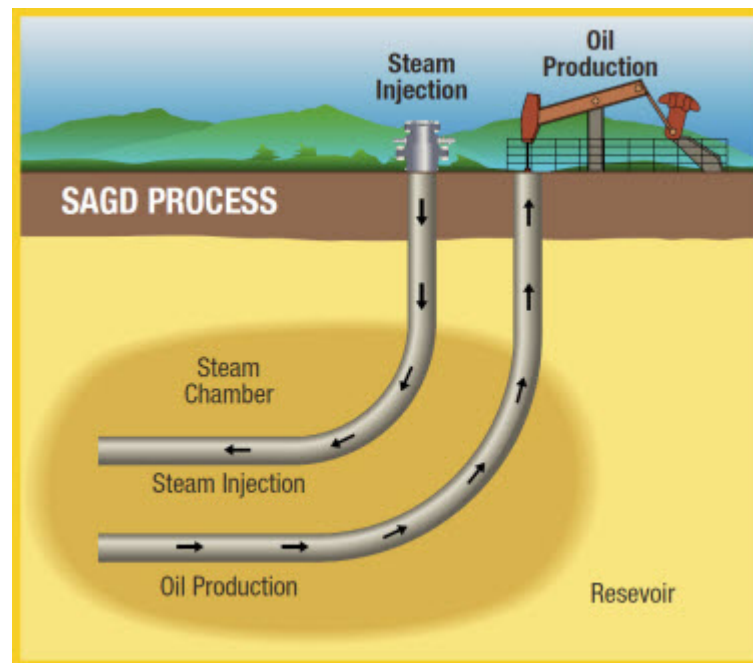 Steam
Injection
Oil
Production
SAGD PROCESS
Steam
Chamber
Steam Injection
Oil Production
Resevoir